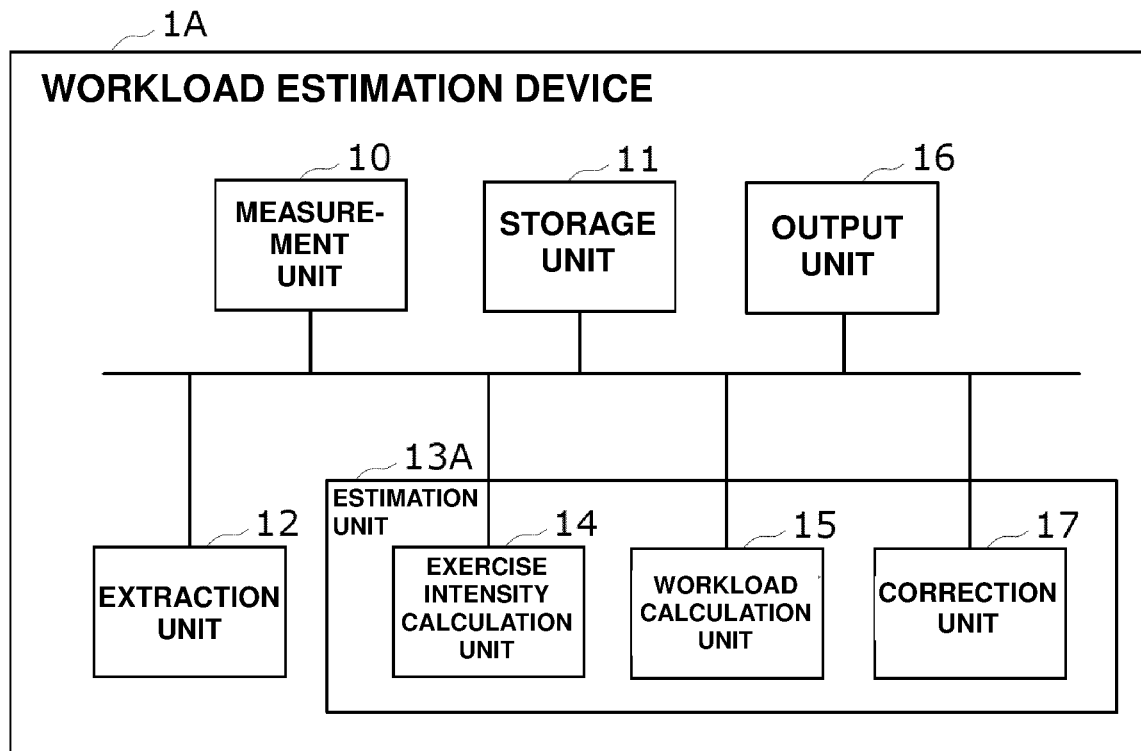 1A
WORKLOAD ESTIMATION DEVICE
10
MEASURE-
MENT
UNIT
11
STORAGE
UNIT
16
OUTPUT
UNIT
12
EXTRACTION
UNIT
13A
ESTIMATION
UNIT
14
EXERCISE
INTENSITY
CALCULATION
UNIT
15
WORKLOAD
CALCULATION
UNIT
17
CORRECTION
UNIT